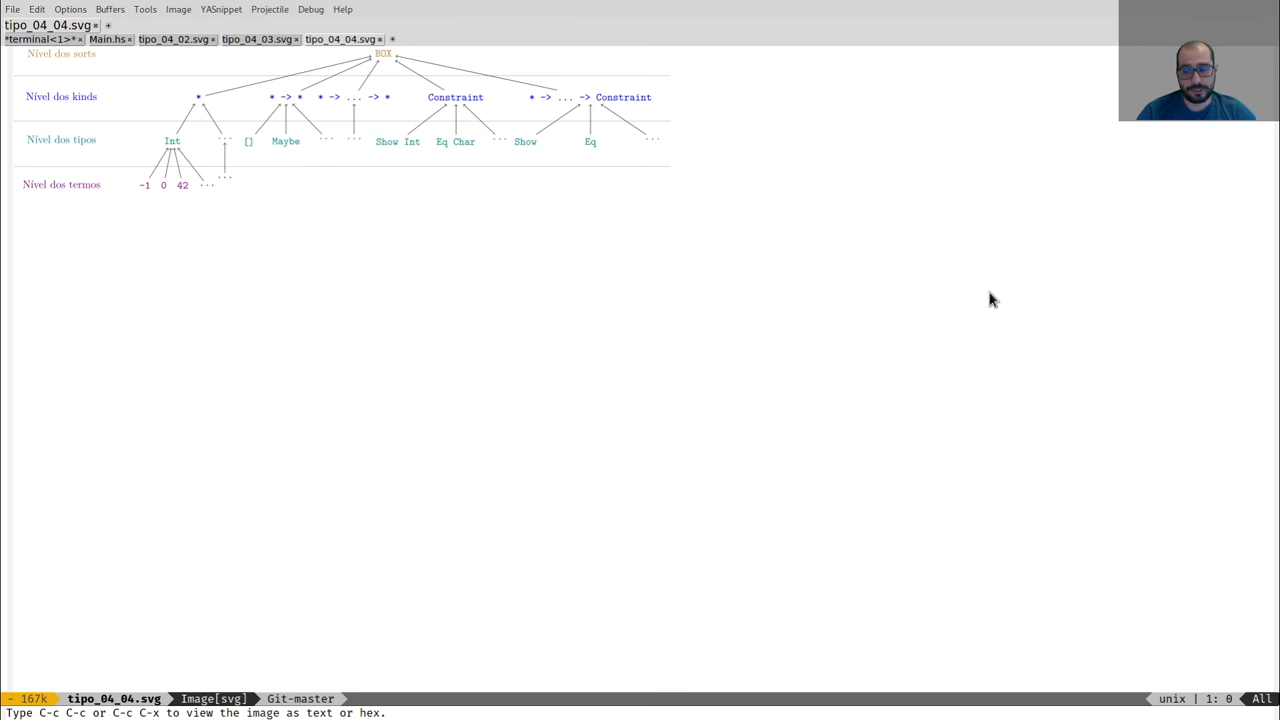 File Edit Options Buffers Tools Image YASnippet Projectile Debug Help
tipo_04_04.svg × +
*terminal<1>* × Main.hs × tipo_04_02.svg × tipo_04_03.svg × tipo_04_04.svg × +
Nível dos sorts BOX
Nível dos kinds * * -> * * -> ... -> * Constraint * -> ... -> Constraint
Nível dos tipos Int ... [] Maybe ... ... Show Int Eq Char ... Show Eq ...
Nível dos termos -1 0 42 ... ...
- 167k tipo_04_04.svg Image[svg] Git-master unix | 1: 0 All
Type C-c C-c or C-c C-x to view the image as text or hex.